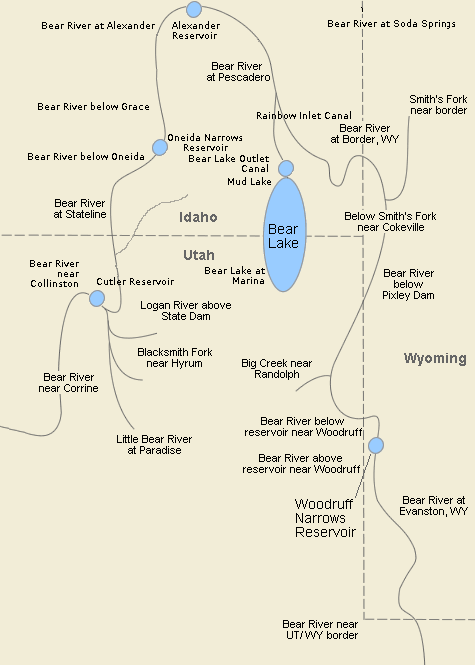 Bear River at Alexander
Alexander
Reservoir
Bear River at Soda Springs
Bear River
at Pescadero
Bear River below Grace
Rainbow Inlet Canal
Smith's Fork
near border
Bear River
at Border, WY
Oneida Narrows
Reservoir
Bear River below Oneida
Bear Lake Outlet
Canal
Mud Lake
Bear River
at Stateline
Idaho
Below Smith's Fork
near Cokeville
Bear
Lake
Utah
Bear River
near
Collinston
Cutler Reservoir
Bear Lake at
Marina
Bear River
below
Pixley Dam
Logan River above
State Dam
Blacksmith Fork
near Hyrum
Big Creek near
Randolph
Wyoming
Bear River
near Corrine
Little Bear River
at Paradise
Bear River below
reservoir near Woodruff
Bear River above
reservoir near Woodruff
Woodruff
Narrows
Reservoir
Bear River at
Evanston, WY
Bear River near
UT/WY border